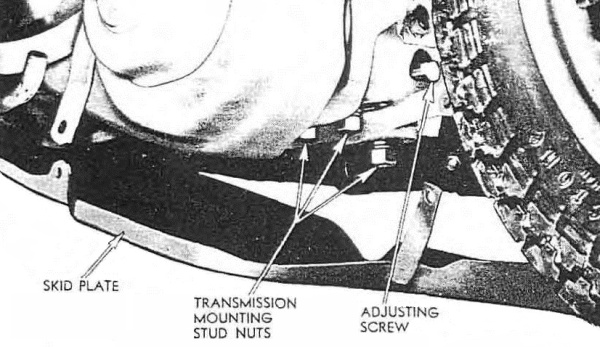 SKID PLATE
TRANSMISSION
MOUNTING
STUD NUTS
ADJUSTING
SCREW